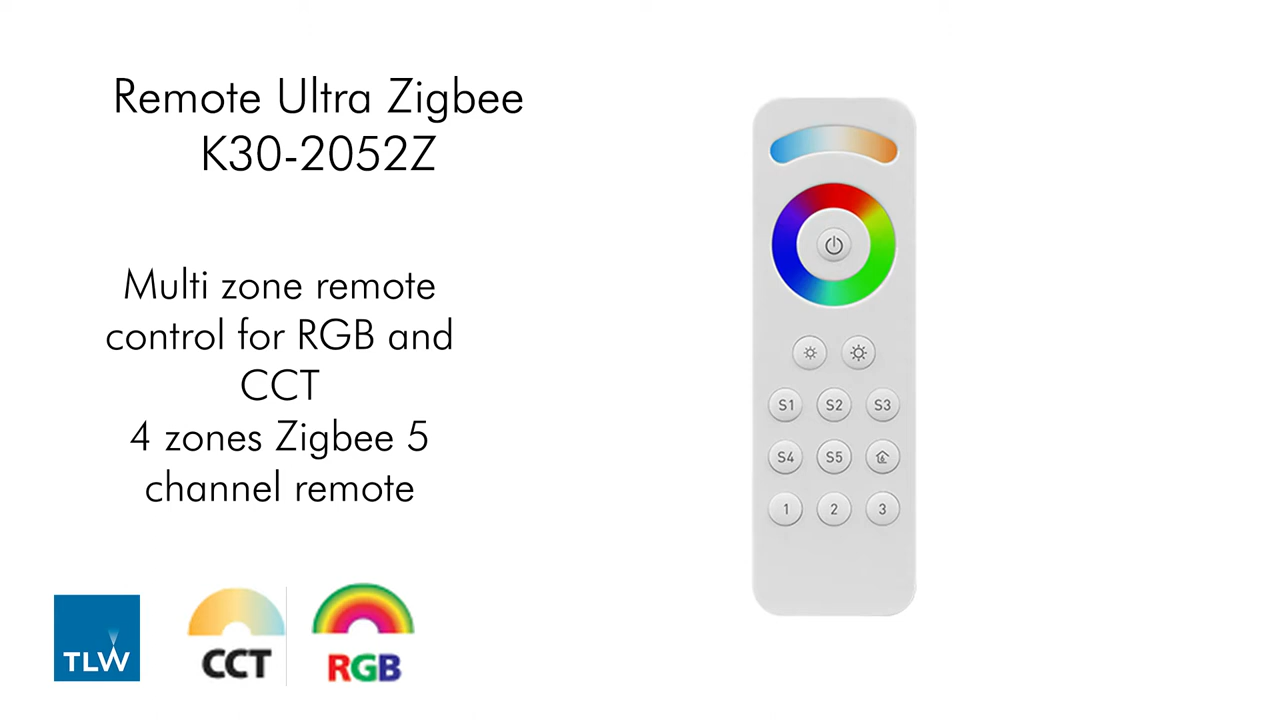 Remote Ultra Zigbee
K30-2052Z
Multi zone remote
control for RGB and
CCT
4 zones Zigbee 5
channel remote
S1 S2 S3
S4 S5
1 2 3
TLW
CCT
RGB